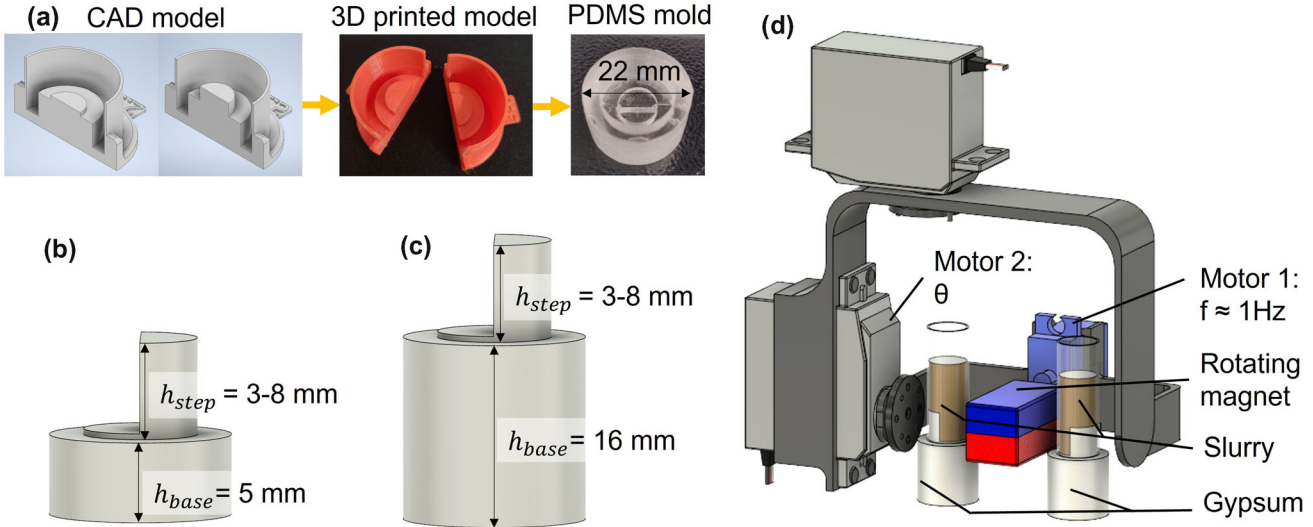 (a)
CAD model
3D printed model
PDMS mold
22 mm
(b)
h_step = 3-8 mm
h_base = 5 mm
(c)
h_step = 3-8 mm
h_base = 16 mm
(d)
Motor 2:
θ
Motor 1:
f ≈ 1Hz
Rotating
magnet
Slurry
Gypsum